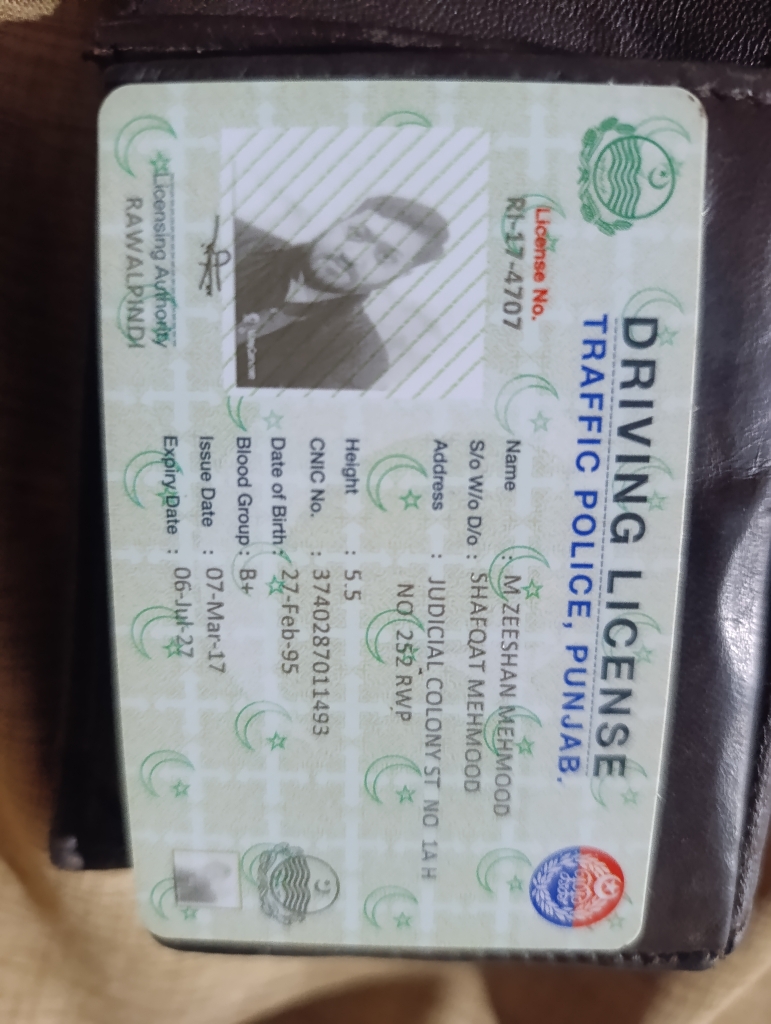 DRIVING LICENSE
TRAFFIC POLICE, PUNJAB.
License No.
RI-17-4707
Name : M ZEESHAN MEHMOOD
S/o W/o D/o : SHAFQAT MEHMOOD
Address : JUDICIAL COLONY ST NO 1A H
NO 252 RWP
Height : 5.5
CNIC No. : 3740287011493
Date of Birth : 27-Feb-95
Blood Group : B+
Issue Date : 07-Mar-17
Expiry Date : 06-Jul-27
Licensing Authority
RAWALPINDI